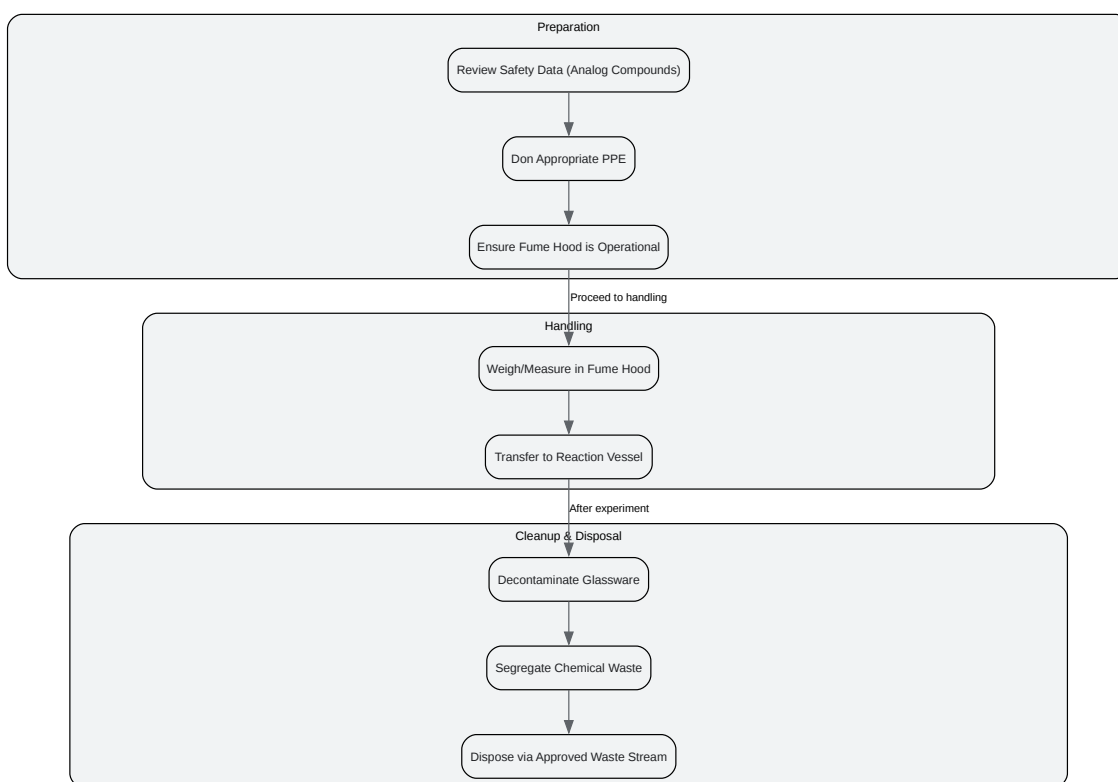 Preparation
Review Safety Data (Analog Compounds)
Don Appropriate PPE
Ensure Fume Hood is Operational
Proceed to handling
Handling
Weigh/Measure in Fume Hood
Transfer to Reaction Vessel
After experiment
Cleanup & Disposal
Decontaminate Glassware
Segregate Chemical Waste
Dispose via Approved Waste Stream